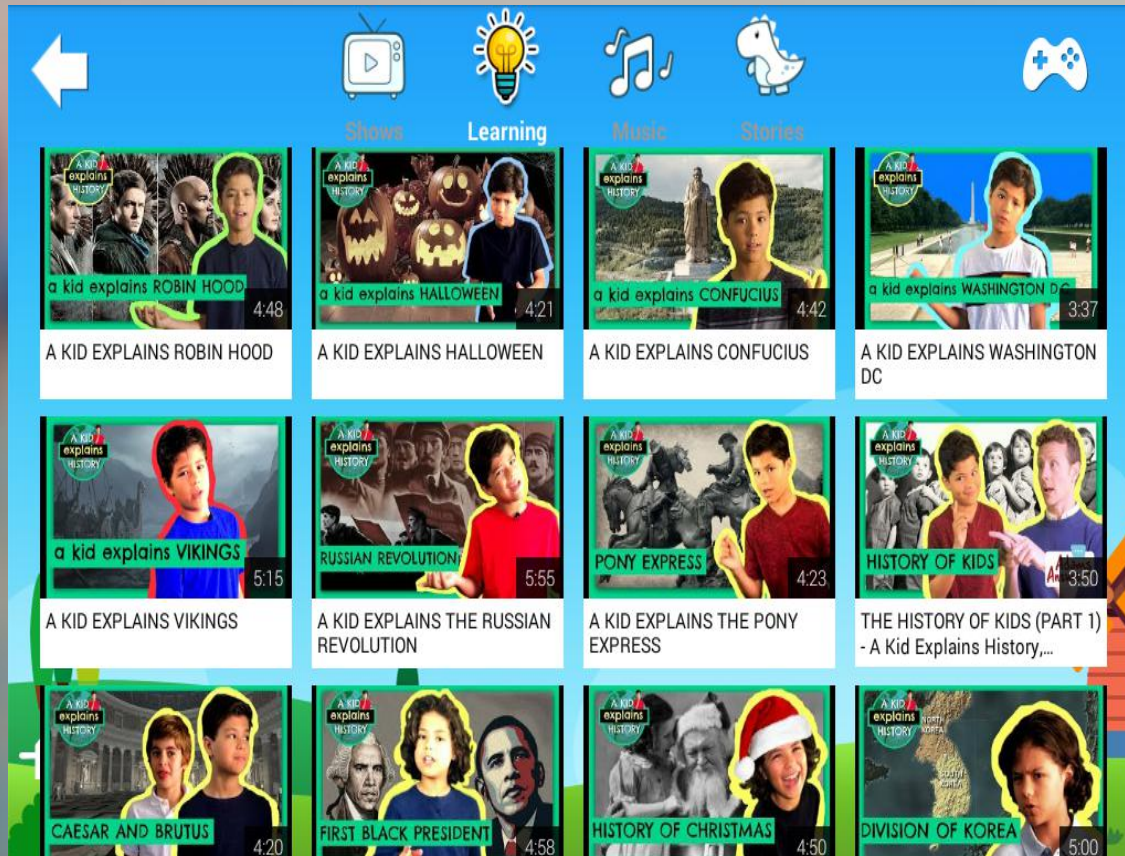 Shows
Learning
Music
Stories
A KID
explains
HISTORY
a kid explains ROBIN HOOD
4:48
A KID EXPLAINS ROBIN HOOD
A KID
explains
HISTORY
a kid explains HALLOWEEN
4:21
A KID EXPLAINS HALLOWEEN
A KID
explains
HISTORY
a kid explains CONFUCIUS
4:42
A KID EXPLAINS CONFUCIUS
A KID
explains
HISTORY
a kid explains WASHINGTON D.C.
3:37
A KID EXPLAINS WASHINGTON
DC
A KID
explains
HISTORY
a kid explains VIKINGS
5:15
A KID EXPLAINS VIKINGS
A KID
explains
HISTORY
RUSSIAN REVOLUTION
5:55
A KID EXPLAINS THE RUSSIAN
REVOLUTION
A KID
explains
HISTORY
PONY EXPRESS
4:23
A KID EXPLAINS THE PONY
EXPRESS
A KID
explains
HISTORY
HISTORY OF KIDS
3:50
THE HISTORY OF KIDS (PART 1)
- A Kid Explains History,...
A KID
explains
HISTORY
CAESAR AND BRUTUS
4:20
A KID
explains
HISTORY
FIRST BLACK PRESIDENT
4:58
A KID
explains
HISTORY
HISTORY OF CHRISTMAS
4:50
A KID
explains
HISTORY
NORTH
KOREA
SOUTH
KOREA
DIVISION OF KOREA
5:00